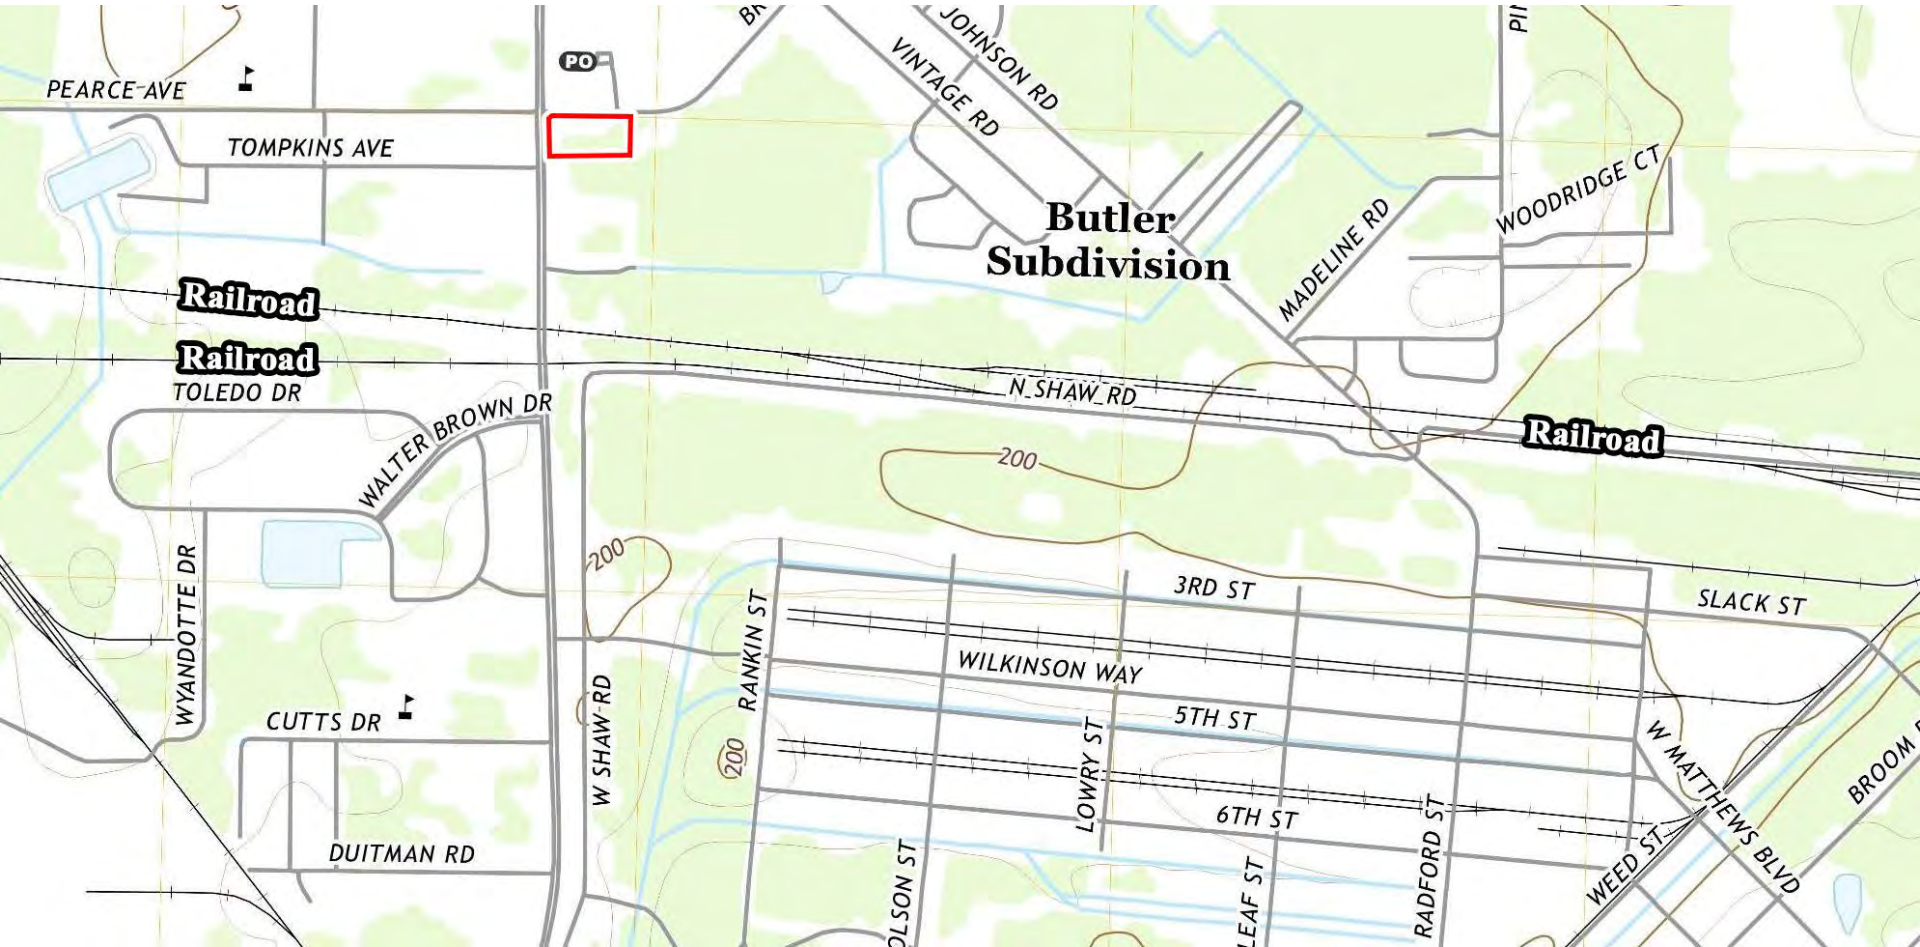 JOHNSON RD
PO
VINTAGE RD
PEARCE AVE
TOMPKINS AVE
WOODRIDGE CT
Butler
Subdivision
MADELINE RD
Railroad
Railroad
TOLEDO DR
N SHAW RD
WALTER BROWN DR
Railroad
200
200
WYANDOTTE DR
3RD ST
SLACK ST
RANKIN ST
WILKINSON WAY
W SHAW RD
CUTTS DR
5TH ST
200
LOWRY ST
W MATTHEWS BLVD
BROOM
6TH ST
RADFORD ST
DUITMAN RD
WEED ST
OLSON ST
LEAF ST